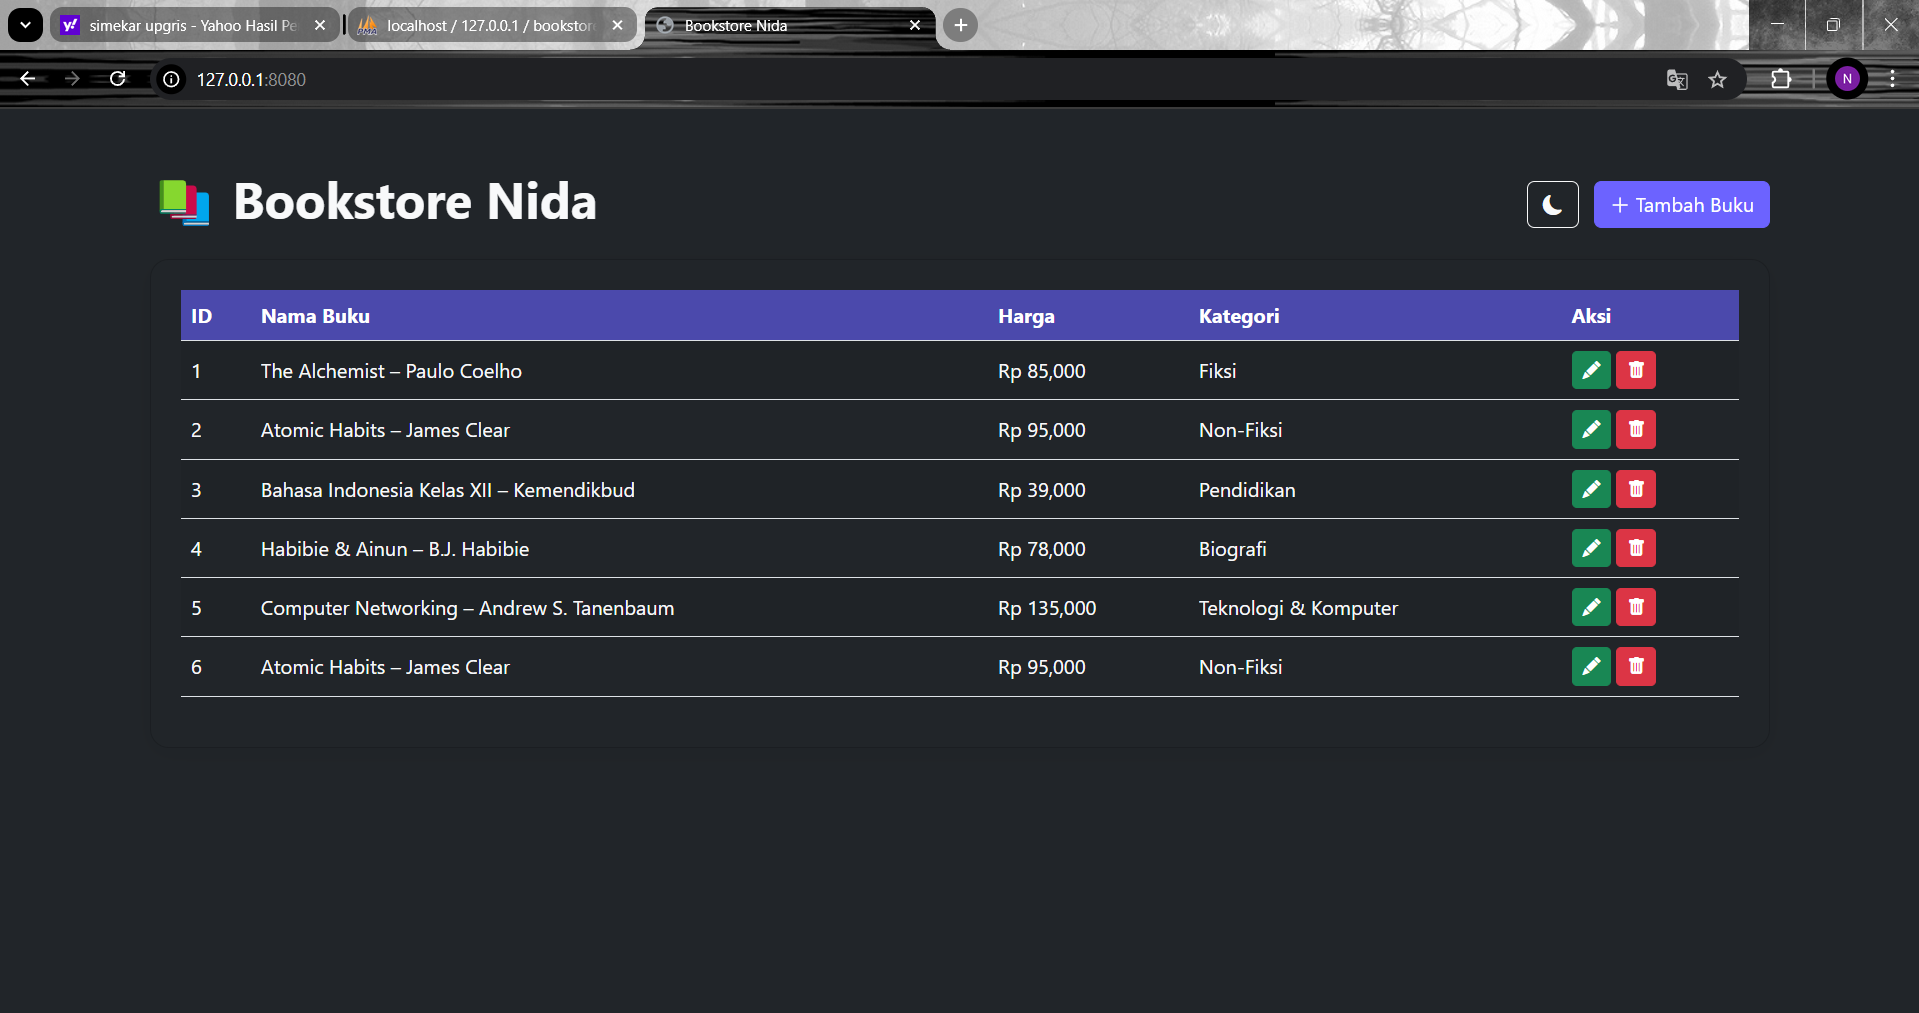 simekar upgris - Yahoo Hasil Pe
localhost / 127.0.0.1 / bookstor
Bookstore Nida
127.0.0.1:8080
N
Bookstore Nida
Tambah Buku
ID Nama Buku Harga Kategori Aksi
1 The Alchemist – Paulo Coelho Rp 85,000 Fiksi
2 Atomic Habits – James Clear Rp 95,000 Non-Fiksi
3 Bahasa Indonesia Kelas XII – Kemendikbud Rp 39,000 Pendidikan
4 Habibie & Ainun – B.J. Habibie Rp 78,000 Biografi
5 Computer Networking – Andrew S. Tanenbaum Rp 135,000 Teknologi & Komputer
6 Atomic Habits – James Clear Rp 95,000 Non-Fiksi